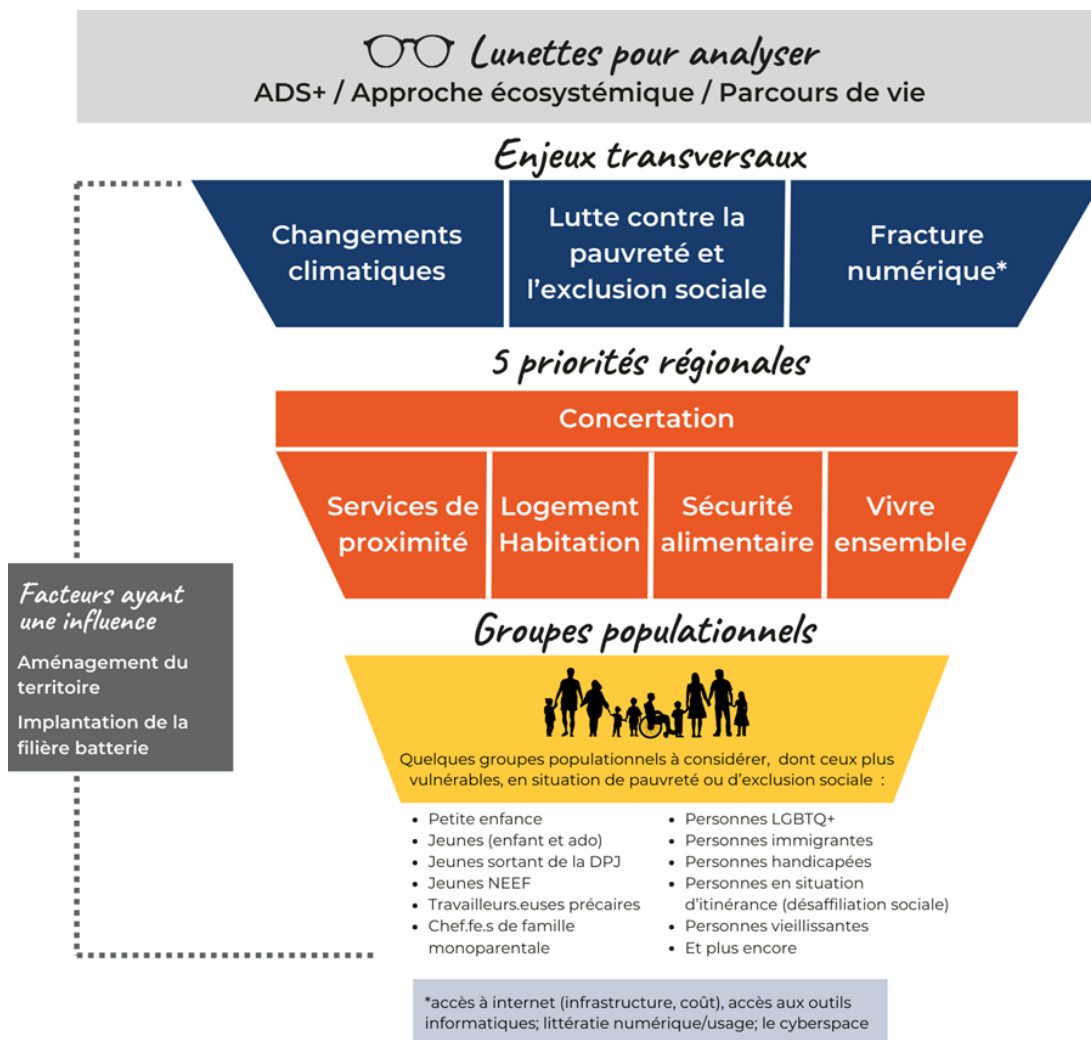 Lunettes pour analyser
ADS+ / Approche écosystémique / Parcours de vie
Enjeux transversaux
Changements
climatiques
Lutte contre la
pauvreté et
l'exclusion sociale
Fracture
numérique*
5 priorités régionales
Concertation
Services de
proximité
Logement
Habitation
Sécurité
alimentaire
Vivre
ensemble
Facteurs ayant
une influence
Aménagement du
territoire
Implantation de la
filière batterie
Groupes populationnels
Quelques groupes populationnels à considérer, dont ceux plus
vulnérables, en situation de pauvreté ou d'exclusion sociale :
• Petite enfance
• Jeunes (enfant et ado)
• Jeunes sortant de la DPJ
• Jeunes NEEF
• Travailleurs.euses précaires
• Chef.fe.s de famille
monoparentale
• Personnes LGBTQ+
• Personnes immigrantes
• Personnes handicapées
• Personnes en situation
d'itinérance (désaffiliation sociale)
• Personnes vieillissantes
• Et plus encore
*accès à internet (infrastructure, coût), accès aux outils
informatiques; littératie numérique/usage; le cyberspace